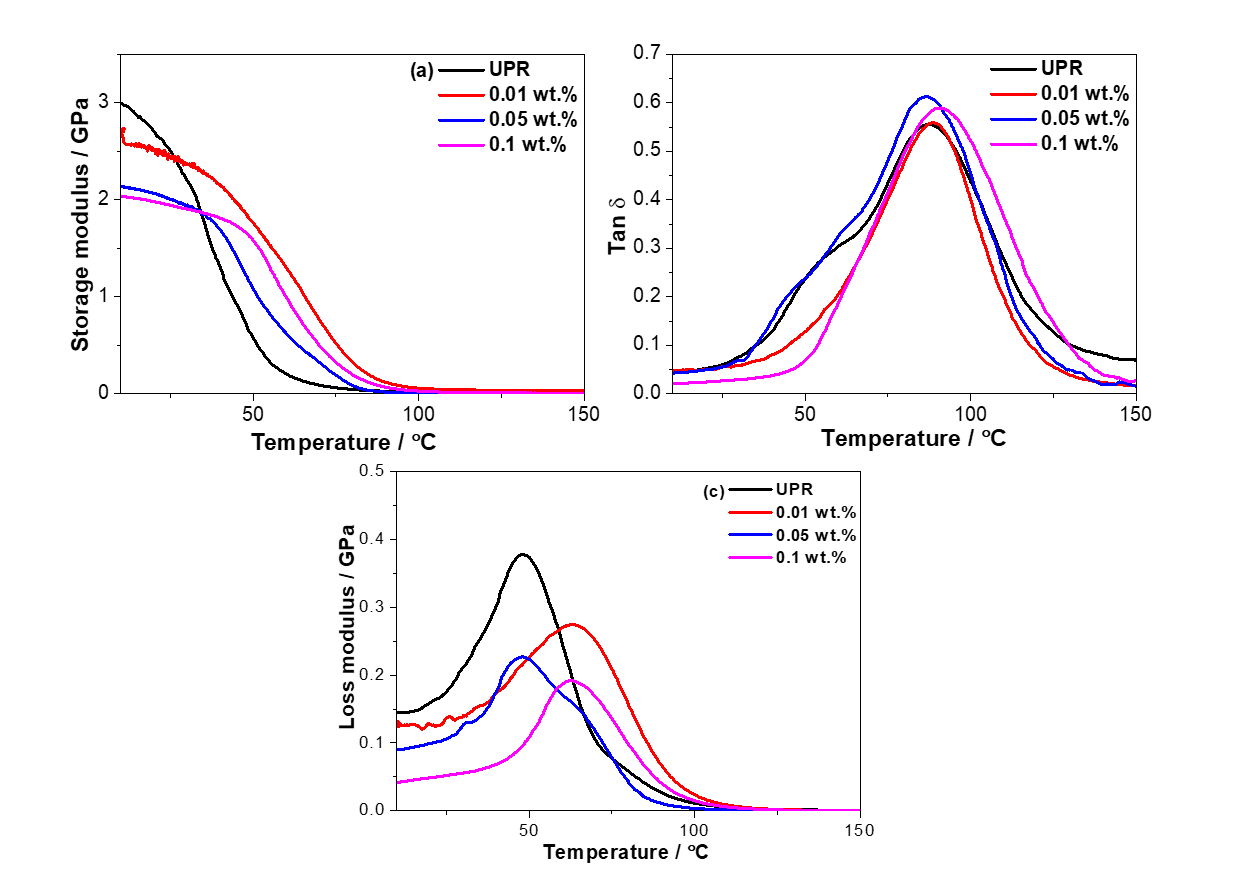 (a) UPR
0.01 wt.%
0.05 wt.%
0.1 wt.%
3
2
1
0
50
100
150
Storage modulus / GPa
Temperature / °C
UPR
0.01 wt.%
0.05 wt.%
0.1 wt.%
0.7
0.6
0.5
0.4
0.3
0.2
0.1
0.0
50
100
150
Tan δ
Temperature / °C
(c) UPR
0.01 wt.%
0.05 wt.%
0.1 wt.%
0.5
0.4
0.3
0.2
0.1
0.0
50
100
150
Loss modulus / GPa
Temperature / °C